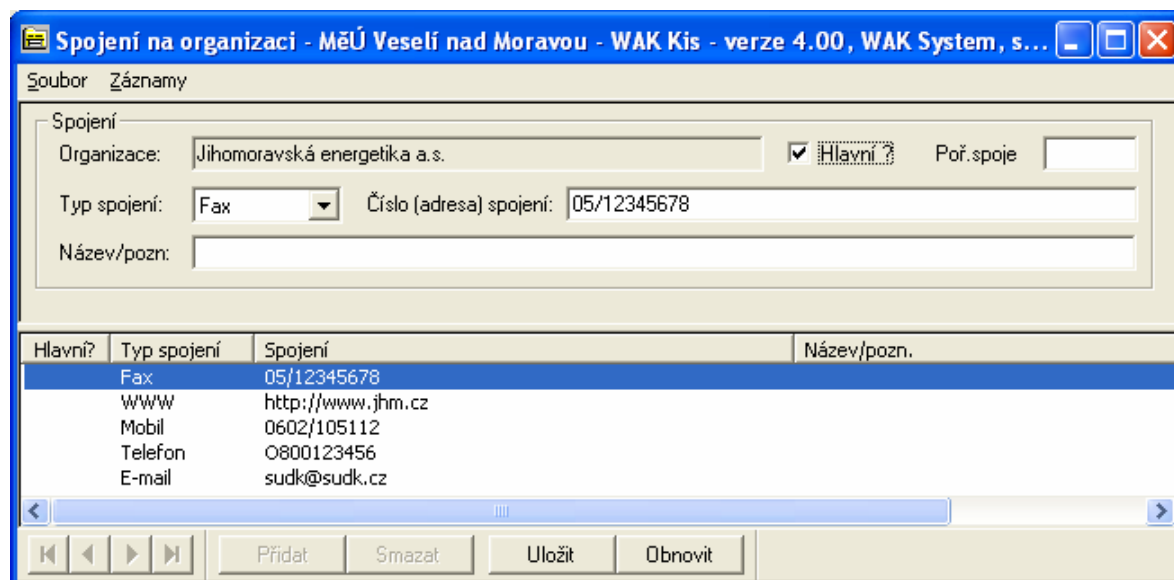 Spojení na organizaci - MěÚ Veselí nad Moravou - WAK Kis - verze 4.00, WAK System, s...
Soubor Záznamy
Spojení
Organizace: Jihomoravská energetika a.s. Hlavní ? Poř.spoje
Typ spojení: Fax Číslo (adresa) spojení: 05/12345678
Název/pozn:
Hlavní? Typ spojení Spojení Název/pozn.
Fax 05/12345678
WWW http://www.jhm.cz
Mobil 0602/105112
Telefon O800123456
E-mail sudk@sudk.cz
Přidat Smazat Uložit Obnovit